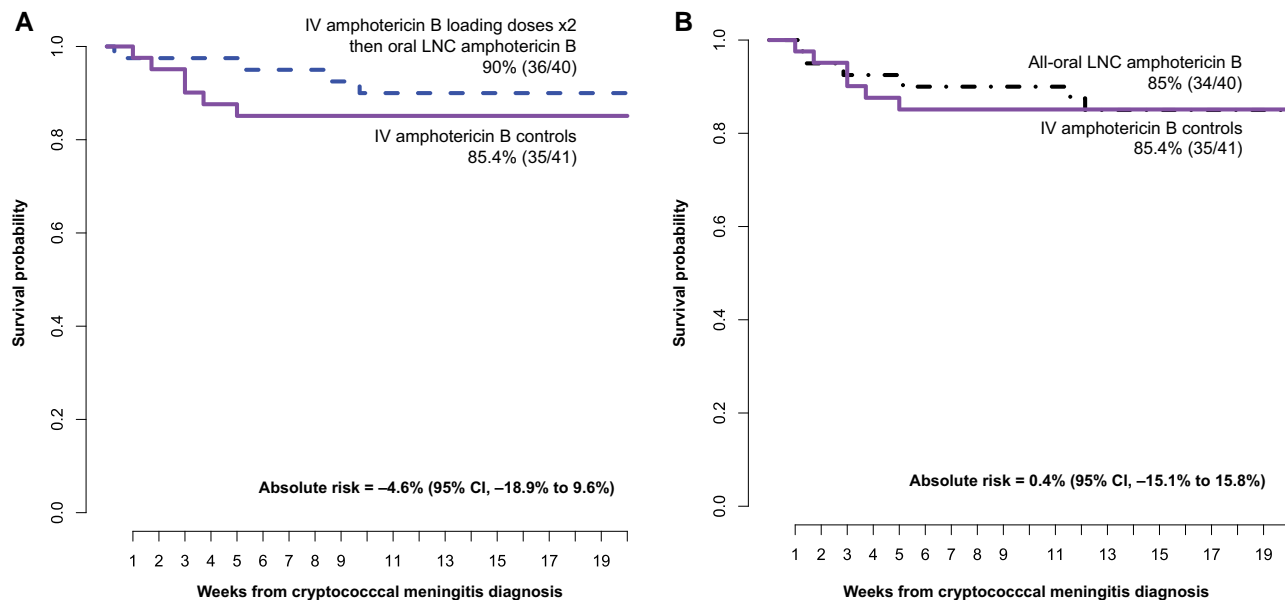 A
IV amphotericin B loading doses x2
then oral LNC amphotericin B
90% (36/40)
IV amphotericin B controls
85.4% (35/41)
Survival probability
1.0
0.8
0.6
0.4
0.2
0.0
Absolute risk = –4.6% (95% CI, –18.9% to 9.6%)
1 2 3 4 5 6 7 8 9 11 13 15 17 19
Weeks from cryptococccal meningitis diagnosis
B
All-oral LNC amphotericin B
85% (34/40)
IV amphotericin B controls
85.4% (35/41)
Survival probability
1.0
0.8
0.6
0.4
0.2
0.0
Absolute risk = 0.4% (95% CI, –15.1% to 15.8%)
1 2 3 4 5 6 7 8 9 11 13 15 17 19
Weeks from cryptococccal meningitis diagnosis